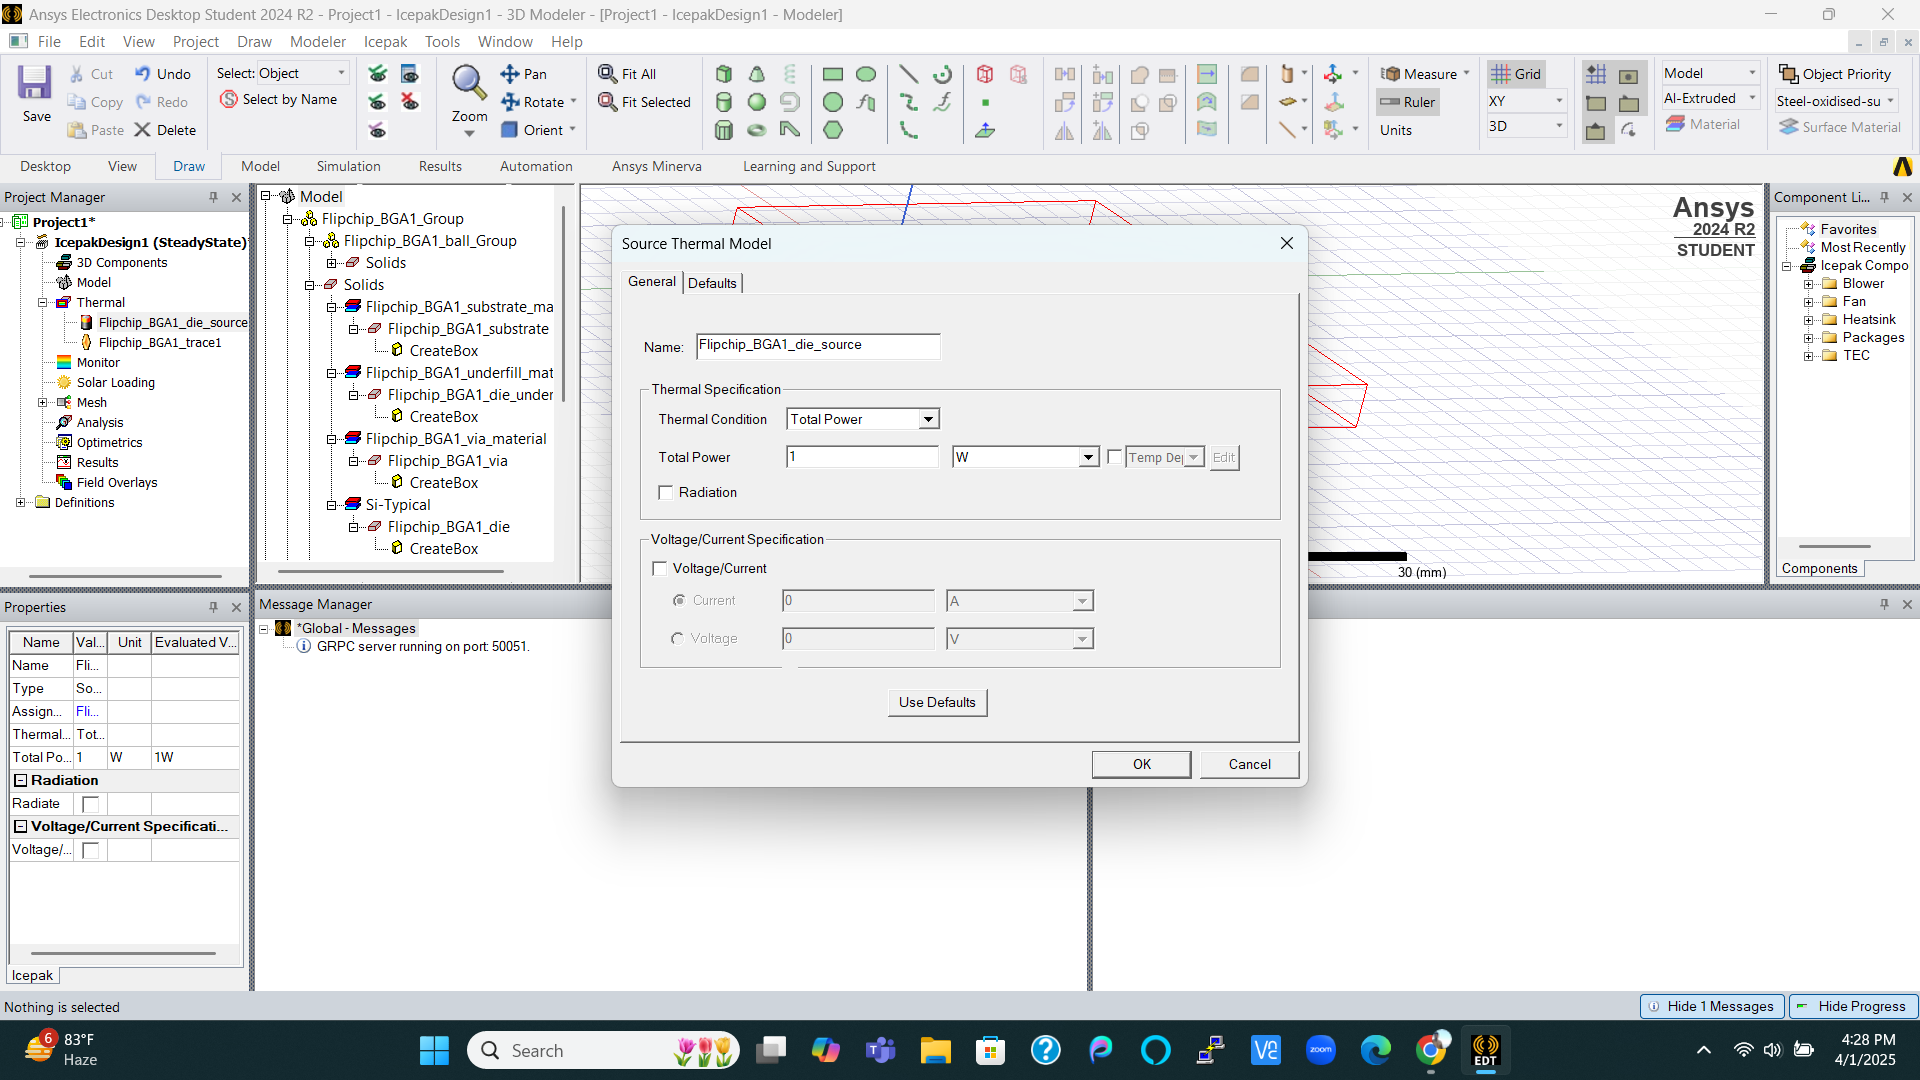 Ansys Electronics Desktop Student 2024 R2 - Project1 - IcepakDesign1 - 3D Modeler - [Project1 - IcepakDesign1 - Modeler]
File Edit View Project Draw Modeler Icepak Tools Window Help
Save
Cut
Copy
Paste
Undo
Redo
Delete
Select: Object
Select by Name
Zoom
Pan
Rotate
Orient
Fit All
Fit Selected
Measure
Ruler
Units
Grid
XY
3D
Model
Al-Extruded
Material
Object Priority
Steel-oxidised-su
Surface Material
Desktop View Draw Model Simulation Results Automation Ansys Minerva Learning and Support
Project Manager
Project1*
IcepakDesign1 (SteadyState)*
3D Components
Model
Thermal
Flipchip_BGA1_die_source
Flipchip_BGA1_trace1
Monitor
Solar Loading
Mesh
Analysis
Optimetrics
Results
Field Overlays
Definitions
Model
Flipchip_BGA1_Group
Flipchip_BGA1_ball_Group
Solids
Solids
Flipchip_BGA1_substrate_ma
Flipchip_BGA1_substrate
CreateBox
Flipchip_BGA1_underfill_mat
Flipchip_BGA1_die_under
CreateBox
Flipchip_BGA1_via_material
Flipchip_BGA1_via
CreateBox
Si-Typical
Flipchip_BGA1_die
CreateBox
Ansys
2024 R2
STUDENT
30 (mm)
Source Thermal Model
General Defaults
Name: Flipchip_BGA1_die_source
Thermal Specification
Thermal Condition Total Power
Total Power 1 W Temp Dep Edit
Radiation
Voltage/Current Specification
Voltage/Current
Current 0 A
Voltage 0 V
Use Defaults
OK Cancel
Component Li...
Favorites
Most Recently
Icepak Compo
Blower
Fan
Heatsink
Packages
TEC
Components
Properties
Name Val... Unit Evaluated V...
Name Fli...
Type So...
Assign... Fli...
Thermal... Tot...
Total Po... 1 W 1W
Radiation
Radiate
Voltage/Current Specificati...
Voltage/...
Icepak
Message Manager
*Global - Messages
GRPC server running on port: 50051.
Nothing is selected
Hide 1 Messages
Hide Progress
6
83°F
Haze
Search
zoom
EDT
4:28 PM
4/1/2025